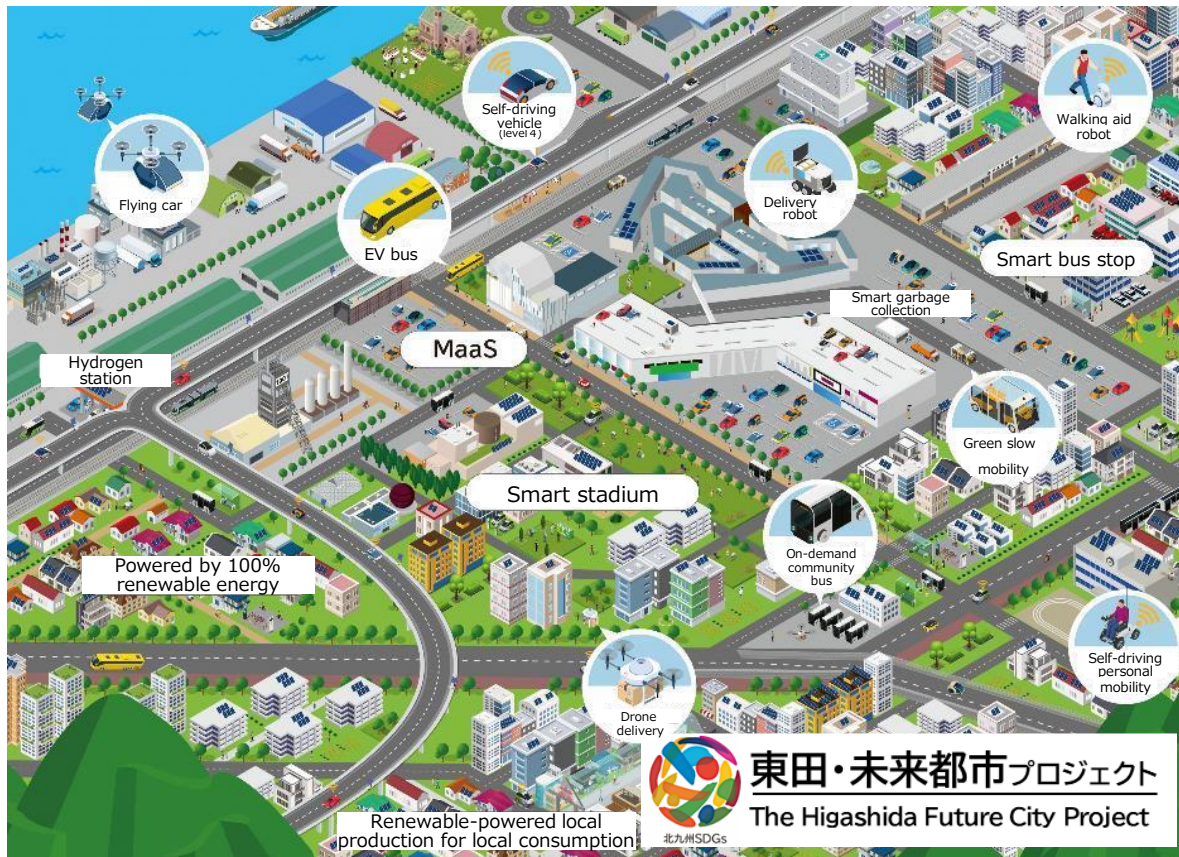 Self-driving
vehicle
(level 4)
Walking aid
robot
Flying car
Delivery
robot
EV bus
Smart bus stop
Smart garbage
collection
MaaS
Hydrogen
station
Green slow
mobility
Smart stadium
On-demand
community
bus
Powered by 100%
renewable energy
Self-driving
personal
mobility
Drone
delivery
東田・未来都市プロジェクト
The Higashida Future City Project
北九州SDGs
Renewable-powered local
production for local consumption